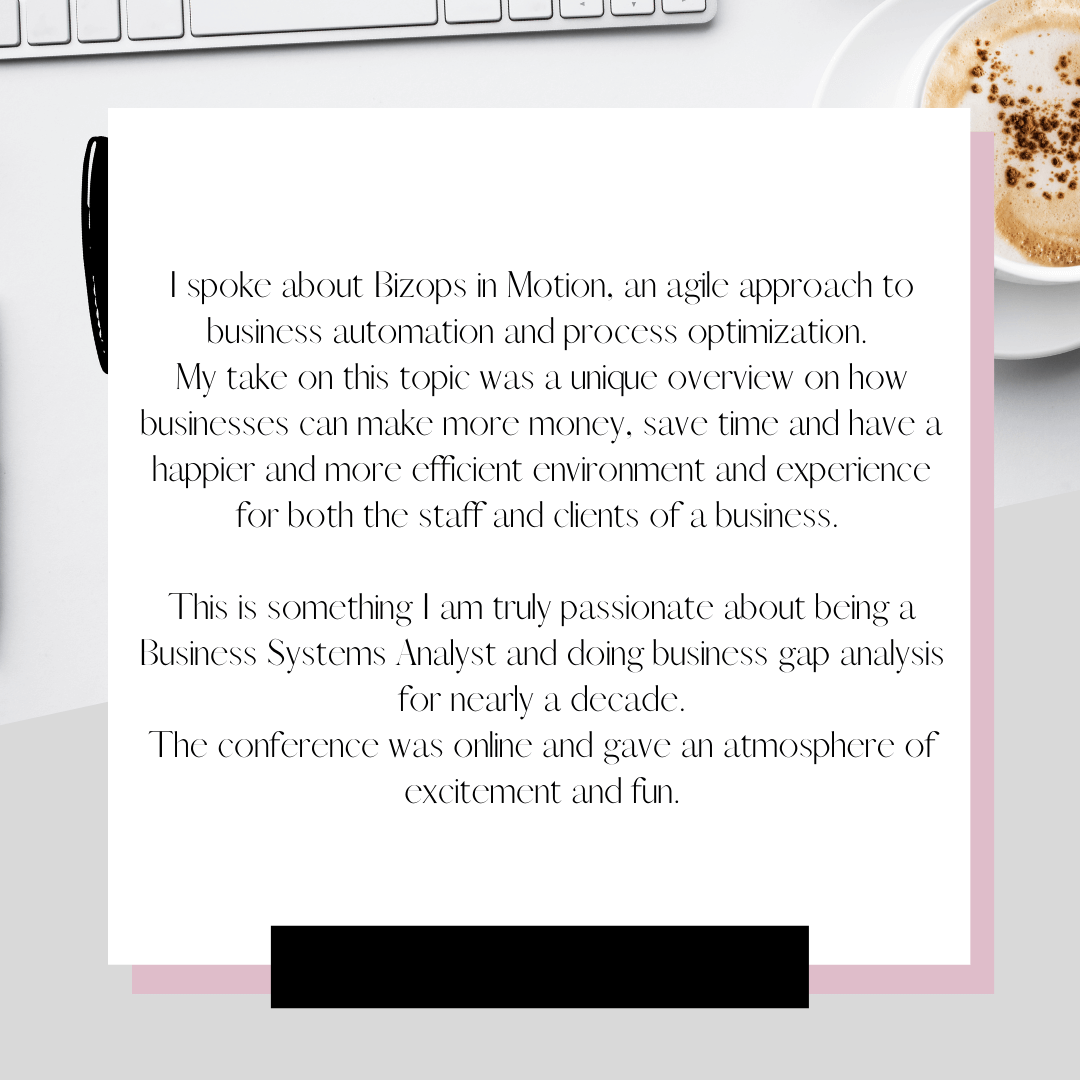 I spoke about Bizops in Motion, an agile approach to
business automation and process optimization.
My take on this topic was a unique overview on how
businesses can make more money, save time and have a
happier and more efficient environment and experience
for both the staff and clients of a business.
This is something I am truly passionate about being a
Business Systems Analyst and doing business gap analysis
for nearly a decade.
The conference was online and gave an atmosphere of
excitement and fun.